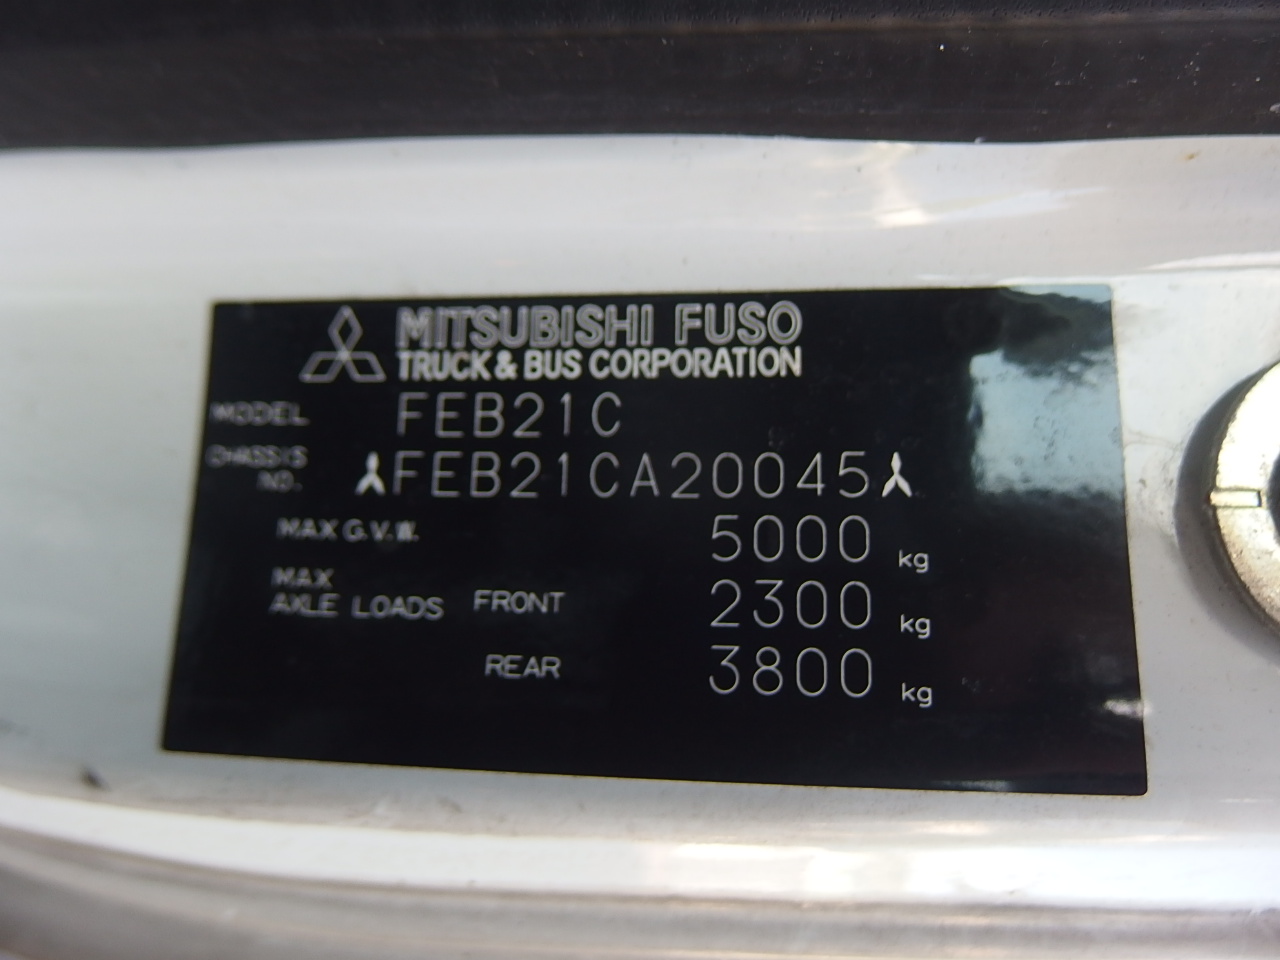 MITSUBISHI FUSO
TRUCK & BUS CORPORATION
MODEL FEB21C
CHASSIS NO. FEB21CA20045
MAX G.V.W. 5000 kg
MAX AXLE LOADS FRONT 2300 kg
REAR 3800 kg